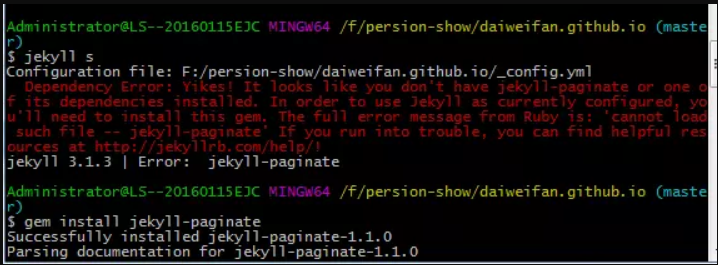 Administrator@LS--20160115EJC MINGW64 /f/persion-show/daiweifan.github.io (maste
r)
$ jekyll s
Configuration file: F:/persion-show/daiweifan.github.io/_config.yml
  Dependency Error: Yikes! It looks like you don't have jekyll-paginate or one o
f its dependencies installed. In order to use Jekyll as currently configured, yo
u'll need to install this gem. The full error message from Ruby is: 'cannot load
 such file -- jekyll-paginate' If you run into trouble, you can find helpful res
ources at http://jekyllrb.com/help/!
jekyll 3.1.3 | Error:  jekyll-paginate
Administrator@LS--20160115EJC MINGW64 /f/persion-show/daiweifan.github.io (maste
r)
$ gem install jekyll-paginate
Successfully installed jekyll-paginate-1.1.0
Parsing documentation for jekyll-paginate-1.1.0